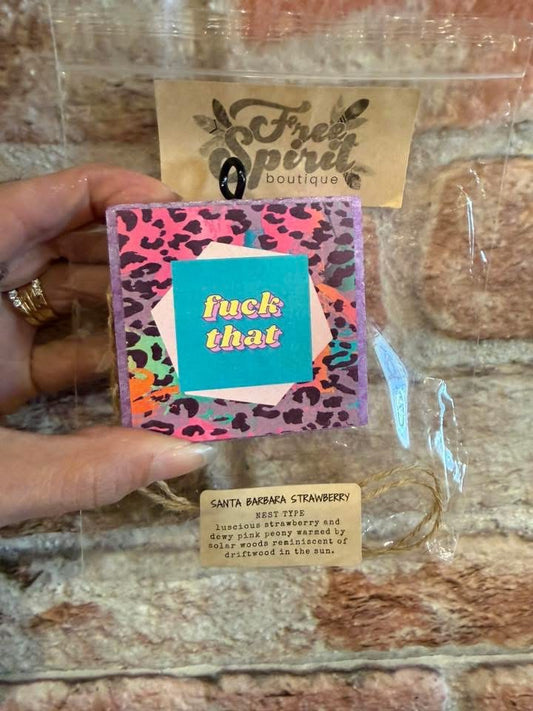 Free
Spirit
boutique
fuck
that
SANTA BARBARA STRAWBERRY
NEST TYPE
luscious strawberry and
dewy pink peony warmed by
solar woods reminiscent of
driftwood in the sun.